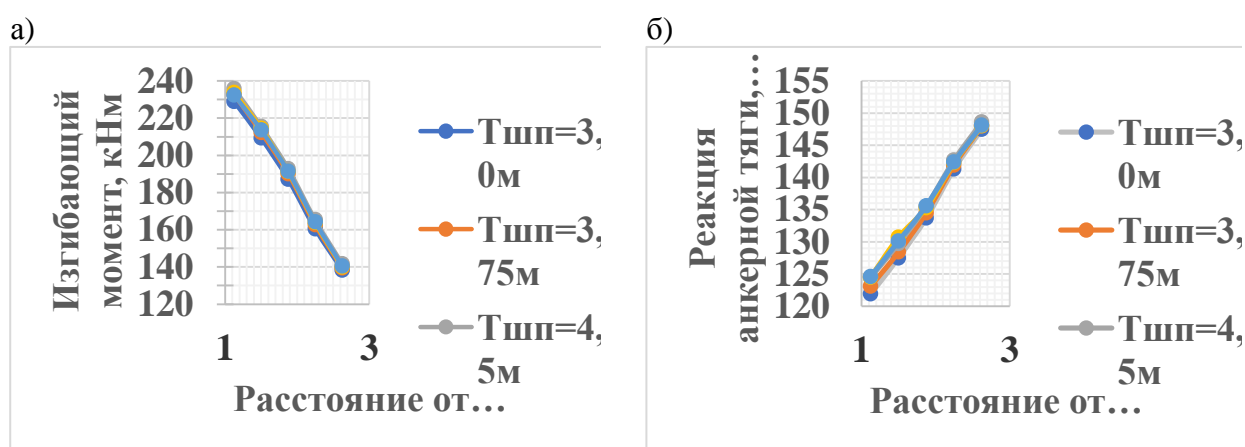 а)
240
220
200
180
160
140
120
1
3
Изгибающий
момент, кНм
Расстояние от…
Тшп=3,
0м
Тшп=3,
75м
Тшп=4,
5м
б)
155
150
145
140
135
130
125
120
1
3
Реакция
анкерной тяги,…
Расстояние от…
Тшп=3,
0м
Тшп=3,
75м
Тшп=4,
5м